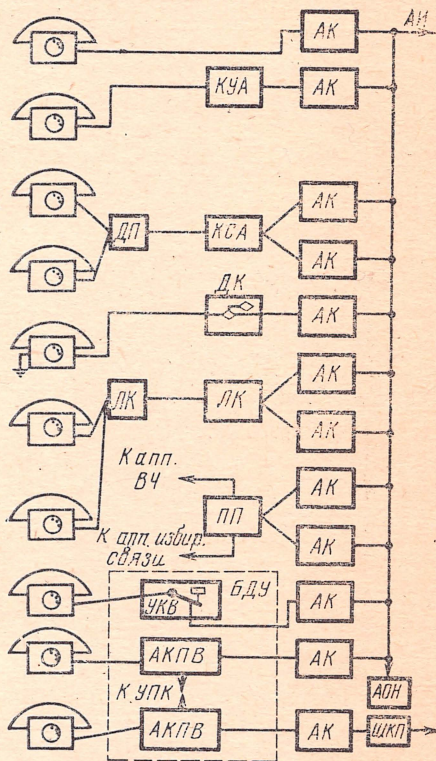 АК
АИ
КУА
АК
АК
ДП
КСА
АК
ДК
АК
АК
ЛК
ЛК
АК
К апп.
ВЧ
АК
ПП
К апп. избир.
связи
АК
БДУ
УКВ
АК
АКПВ
АК
К УПК
АОН
АКПВ
АК
ШКП